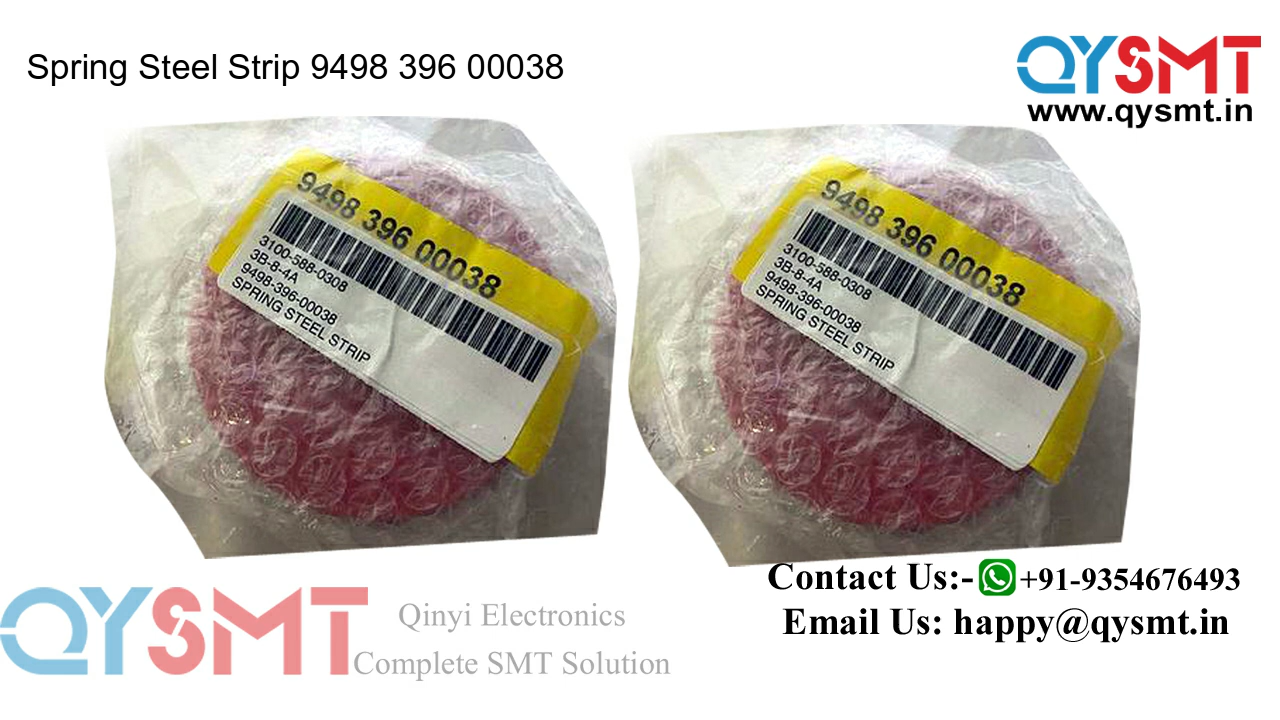 Spring Steel Strip 9498 396 00038
QYSMT
www.qysmt.in
9498 396 00038
3100-588-0308
3B-8-4A
9498-396-00038
SPRING STEEL STRIP
9498 396 00038
3100-588-0308
3B-8-4A
9498-396-00038
SPRING STEEL STRIP
Contact Us:- +91-9354676493
Email Us: happy@qysmt.in
QYSMT
Qinyi Electronics
Complete SMT Solution